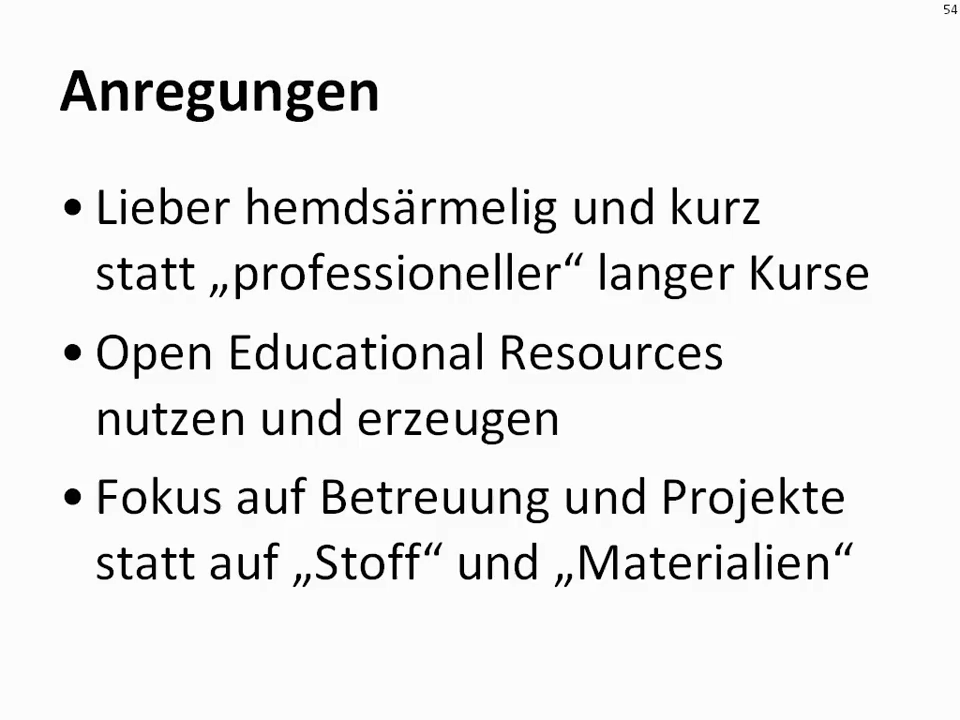 54
Anregungen
• Lieber hemdsärmelig und kurz
statt „professioneller“ langer Kurse
• Open Educational Resources
nutzen und erzeugen
• Fokus auf Betreuung und Projekte
statt auf „Stoff“ und „Materialien“